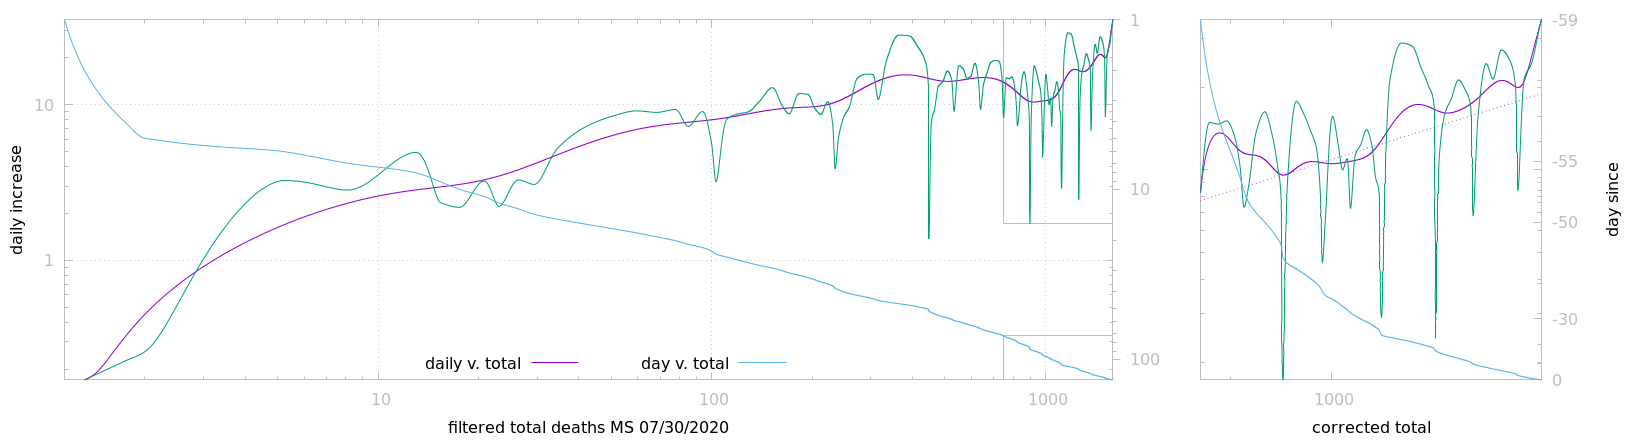 daily increase
10
1
daily v. total
day v. total
10
100
1000
filtered total deaths MS 07/30/2020
1
10
100
1000
corrected total
-59
-55
-50
-30
0
day since